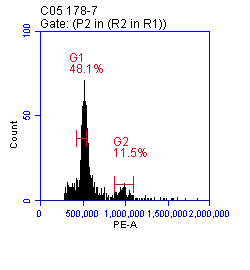 C05 178-7
Gate: (P2 in (R2 in R1))
100
G1
48.1%
G2
11.5%
50
0
0 500,000 1,000,000 1,500,000 2,000,000
PE-A
Count